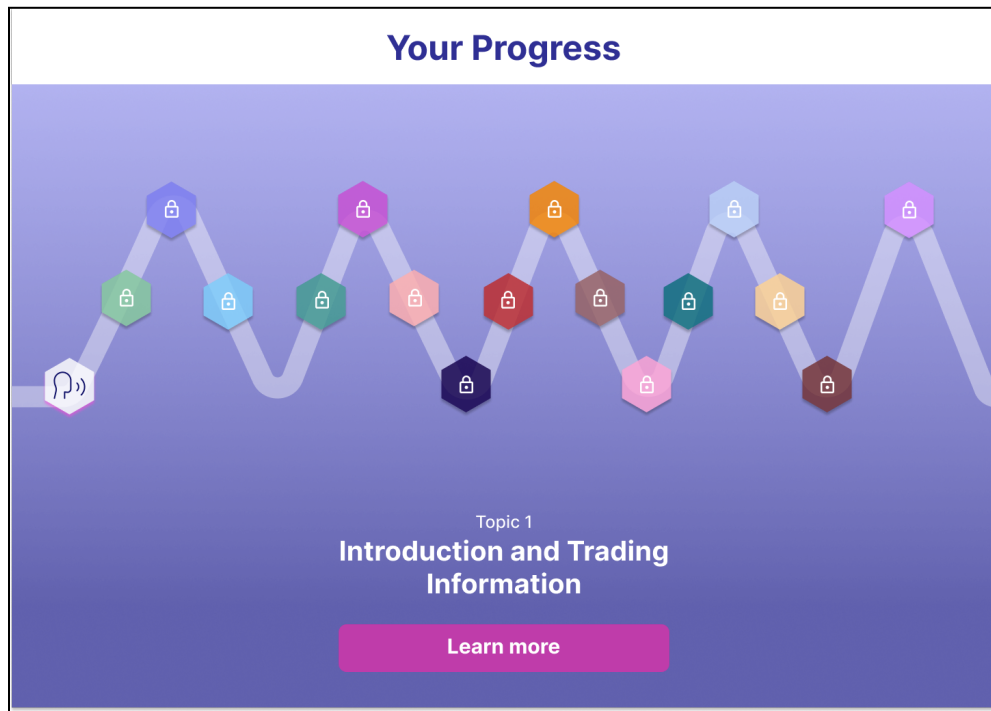 Your Progress
Topic 1
Introduction and Trading
Information
Learn more